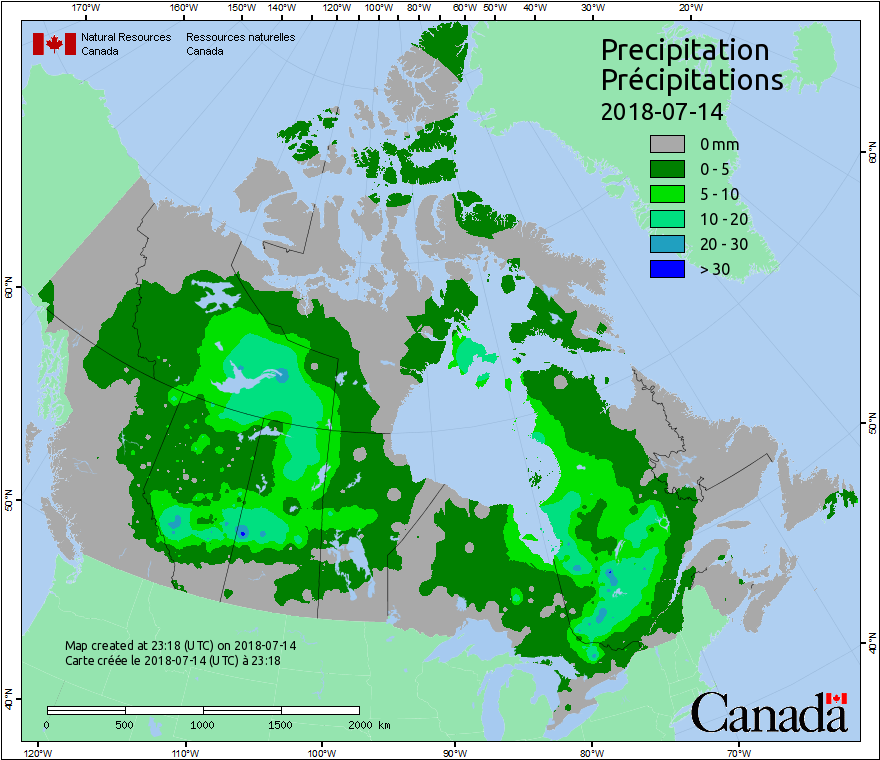 170°W 160°W 150°W 140°W 120°W 100°W 80°W 60°W 50°W 40°W 30°W 20°W
Natural Resources Ressources naturelles
Canada Canada
Precipitation
Précipitations
2018-07-14
0 mm
0 - 5
5 - 10
10 - 20
20 - 30
> 30
60°N
60°N
50°N
50°N
40°N
40°N
Map created at 23:18 (UTC) on 2018-07-14
Carte créée le 2018-07-14 (UTC) à 23:18
0 500 1000 1500 2000 km
Canada
120°W 110°W 100°W 90°W 80°W 70°W